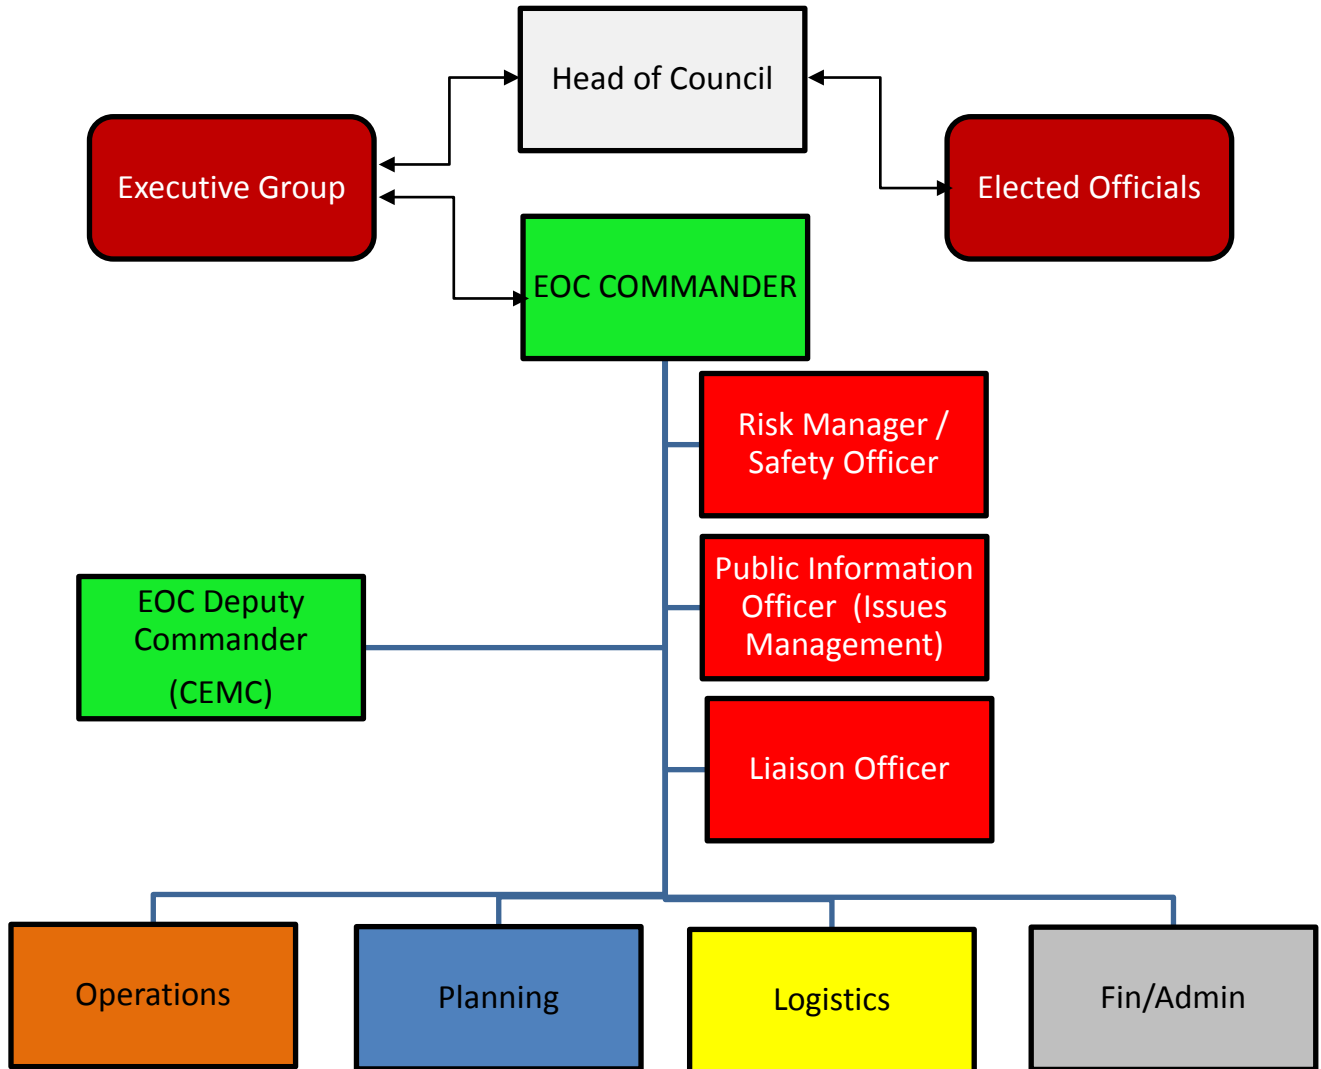 Head of Council
Executive Group
Elected Officials
EOC COMMANDER
Risk Manager /
Safety Officer
Public Information
Officer  (Issues
Management)
EOC Deputy
Commander
(CEMC)
Liaison Officer
Operations
Planning
Logistics
Fin/Admin